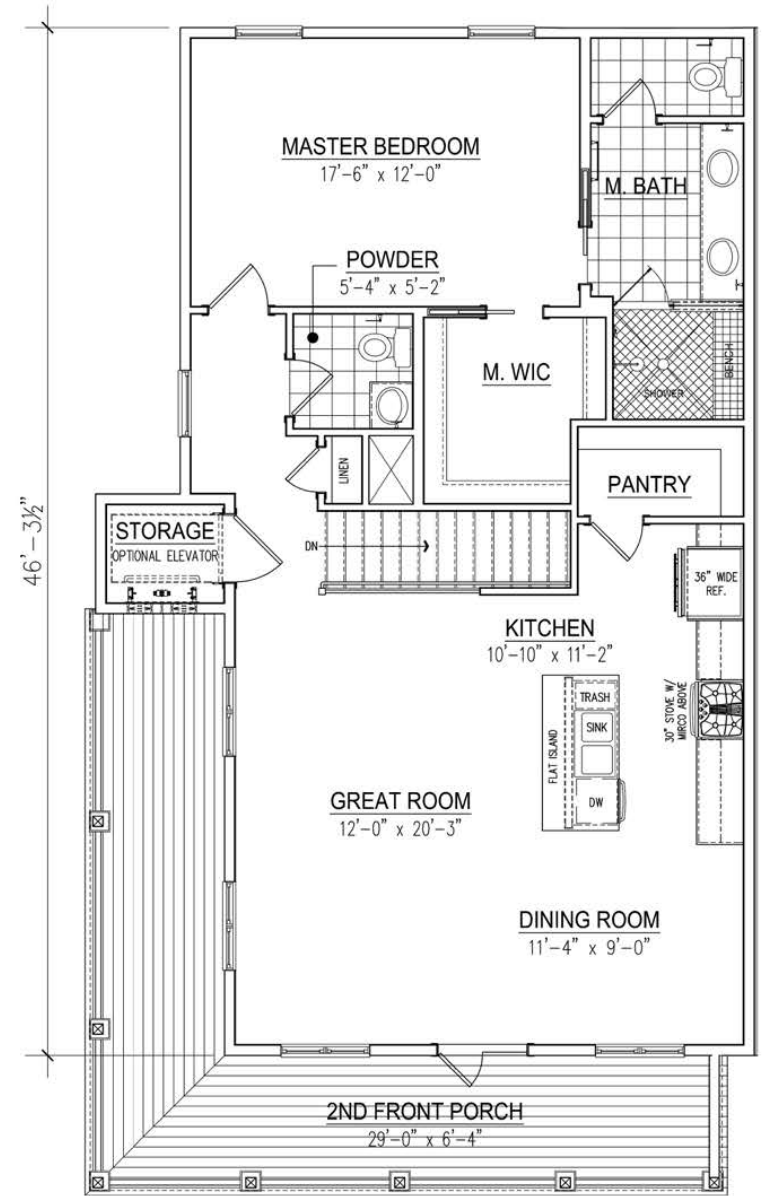 MASTER BEDROOM
17'-6" x 12'-0"
M. BATH
POWDER
5'-4" x 5'-2"
M. WIC
BENCH
SHOWER
LINEN
PANTRY
STORAGE
OPTIONAL ELEVATOR
DN
46'-3½"
36" WIDE
REF.
KITCHEN
10'-10" x 11'-2"
30" STOVE W/
MIRCO ABOVE
TRASH
SINK
FLAT ISLAND
DW
GREAT ROOM
12'-0" x 20'-3"
DINING ROOM
11'-4" x 9'-0"
2ND FRONT PORCH
29'-0" x 6'-4"